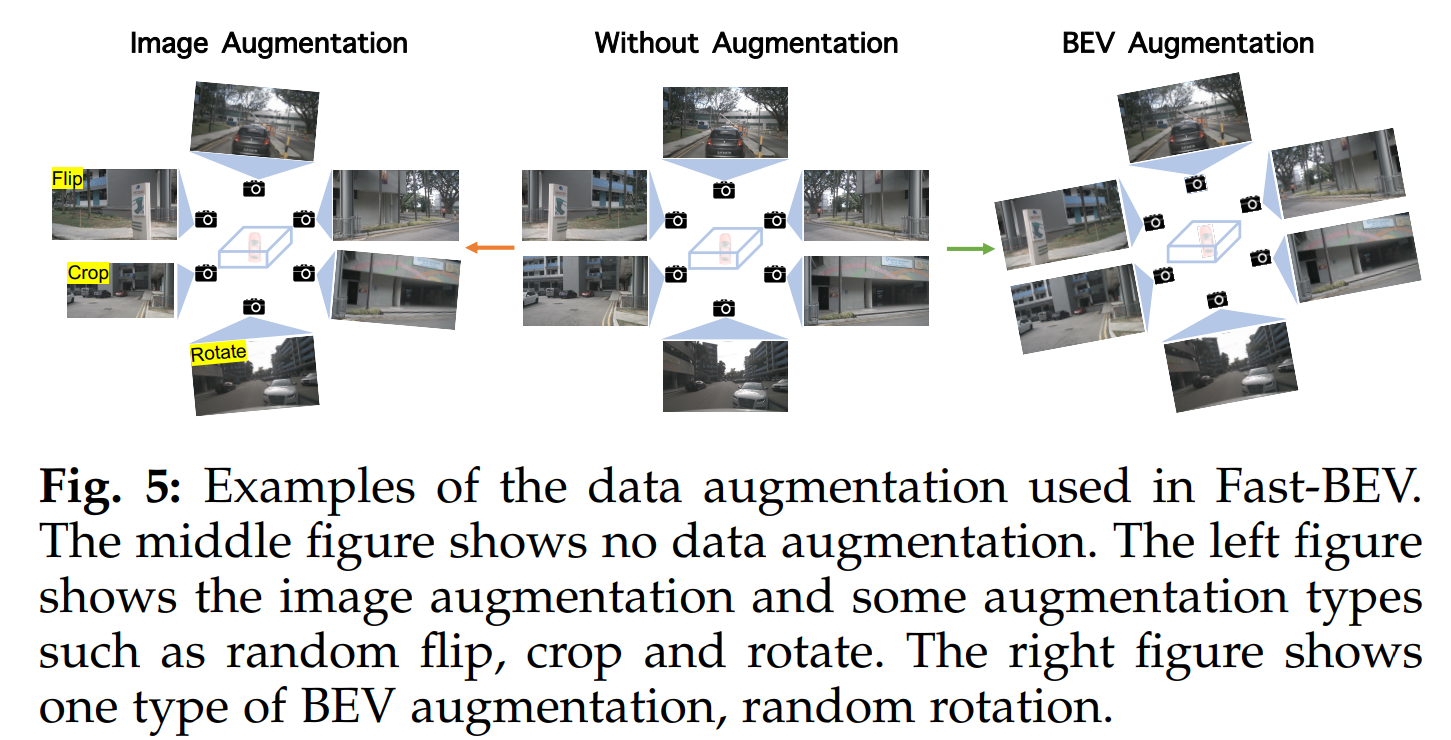 Image Augmentation
Without Augmentation
BEV Augmentation
Flip
Crop
Rotate
Fig. 5: Examples of the data augmentation used in Fast-BEV.
The middle figure shows no data augmentation. The left figure
shows the image augmentation and some augmentation types
such as random flip, crop and rotate. The right figure shows
one type of BEV augmentation, random rotation.